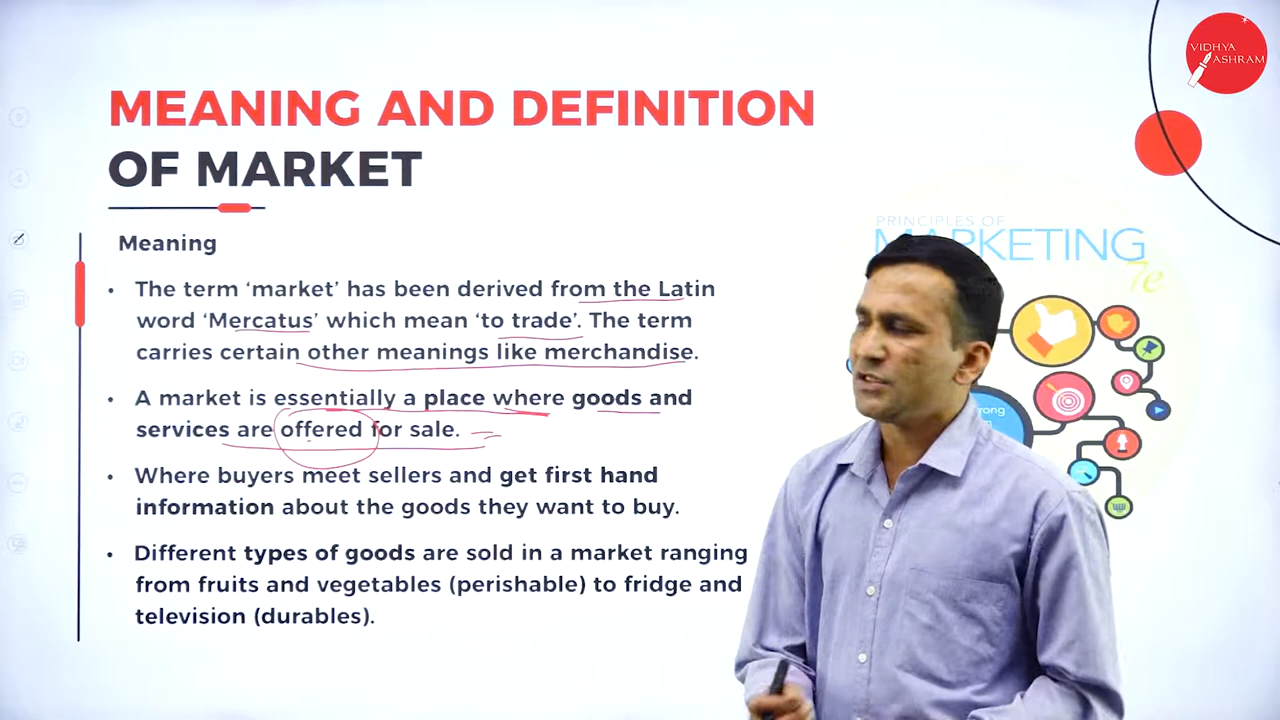 VIDHYA
ASHRAM
MEANING AND DEFINITION
OF MARKET
PRINCIPLES OF
MARKETING
7e
Meaning
• The term ‘market’ has been derived from the Latin
word ‘Mercatus’ which mean ‘to trade’. The term
carries certain other meanings like merchandise.
• A market is essentially a place where goods and
services are offered for sale.
• Where buyers meet sellers and get first hand
information about the goods they want to buy.
• Different types of goods are sold in a market ranging
from fruits and vegetables (perishable) to fridge and
television (durables).